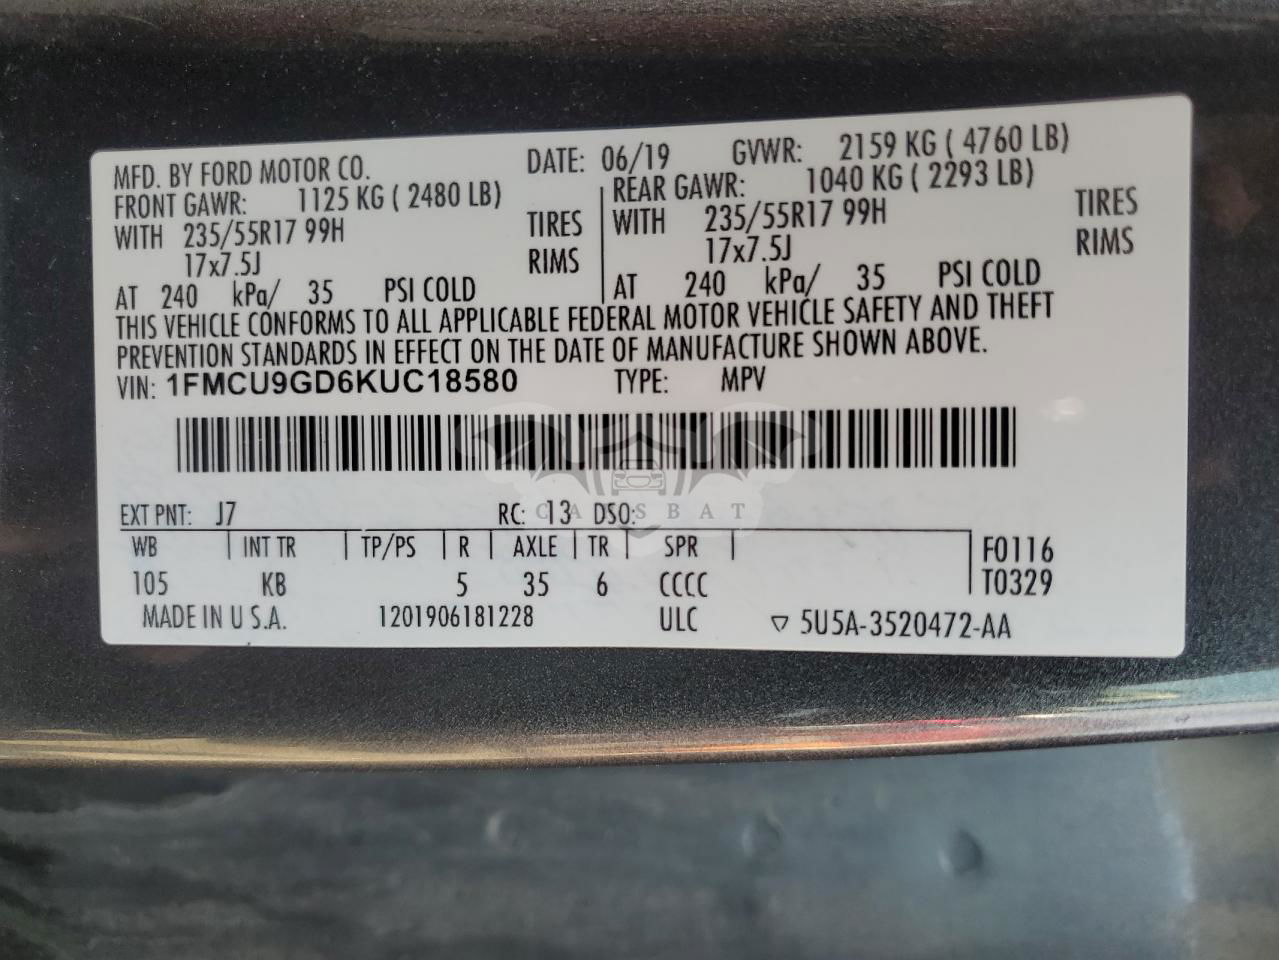 MFD. BY FORD MOTOR CO. DATE: 06/19 GVWR: 2159 KG ( 4760 LB)
FRONT GAWR: 1125 KG ( 2480 LB) REAR GAWR: 1040 KG ( 2293 LB)
WITH 235/55R17 99H TIRES WITH 235/55R17 99H TIRES
17x7.5J RIMS 17x7.5J RIMS
AT 240 kPa/ 35 PSI COLD AT 240 kPa/ 35 PSI COLD
THIS VEHICLE CONFORMS TO ALL APPLICABLE FEDERAL MOTOR VEHICLE SAFETY AND THEFT
PREVENTION STANDARDS IN EFFECT ON THE DATE OF MANUFACTURE SHOWN ABOVE.
VIN: 1FMCU9GD6KUC18580 TYPE: MPV
EXT PNT: J7 RC: 13 DSO:
CARSBAT
WB INT TR TP/PS R AXLE TR SPR F0116
105 KB 5 35 6 CCCC T0329
MADE IN U S.A. 1201906181228 ULC ▽ 5U5A-3520472-AA